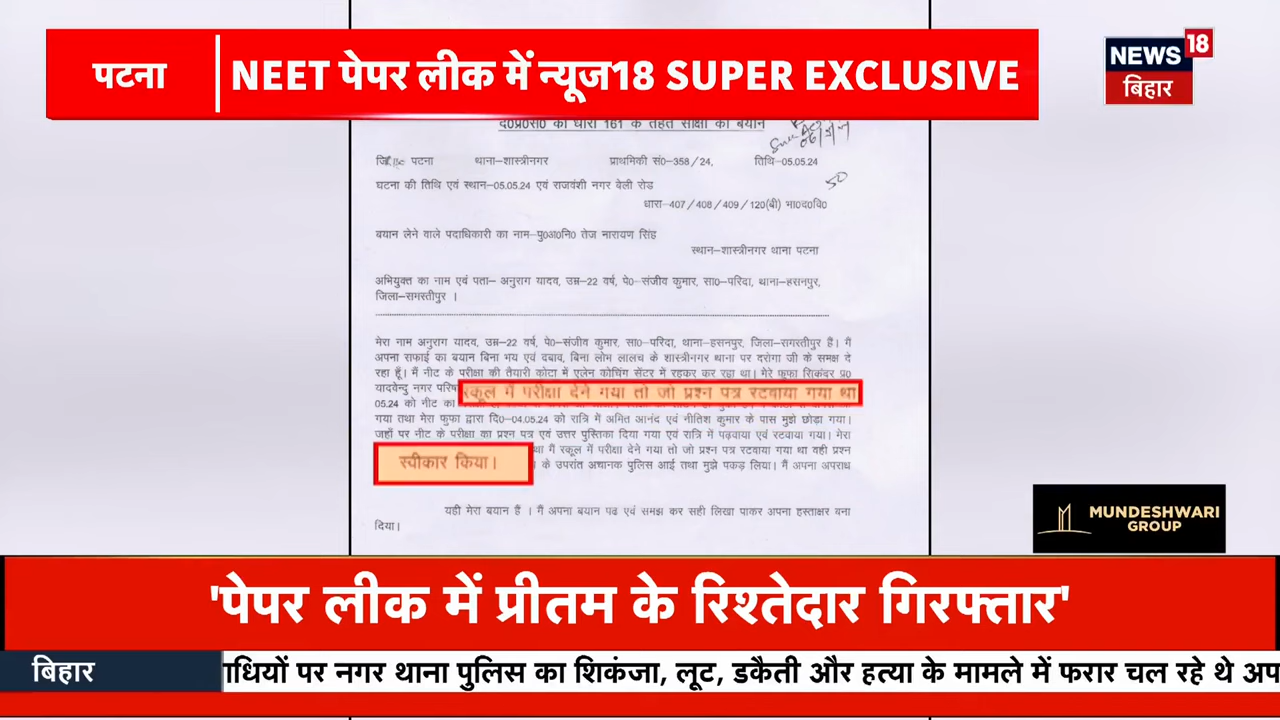 पटना
NEET पेपर लीक में न्यूज18 SUPER EXCLUSIVE
NEWS 18
बिहार
द०प्र०स० की धारा 161 के तहत साक्षी का बयान
06/5/24
पटना थाना–शास्त्रीनगर प्राथमिकी सं0–358/24, तिथि–05.05.24
घटना की तिथि एवं स्थान–05.05.24 एवं राजवंशी नगर बेली रोड
50
धारा–407/408/409/120(बी) भा0द0वि0
बयान लेने वाले पदाधिकारी का नाम–पु0अ0नि0 तेज नारायण सिंह
स्थान–शास्त्रीनगर थाना पटना
अभियुक्त का नाम एवं पता– अनुराग यादव, उम्र–22 वर्ष, पे0–संजीव कुमार, सा0–परिदा, थाना–हसनपुर,
जिला–समस्तीपुर ।
मेरा नाम अनुराग यादव, उम्र–22 वर्ष, पे0–संजीव कुमार, सा0–परिदा, थाना–हसनपुर, जिला–समस्तीपुर हैं। मैं
अपना सफाई का बयान बिना भय एवं दबाव, बिना लोभ लालच के शास्त्रीनगर थाना पर दरोगा जी के समक्ष दे
रहा हूँ। मैं नीट के परीक्षा की तैयारी कोटा में एलेन कोचिंग सेंटर में रहकर कर रहा था। मेरे फुफा सिकंदर प्र0
यादवेन्दु नगर परिष
स्कूल में परीक्षा देने गया तो जो प्रश्न पत्र रटवाया गया था
05.24 को नीट का
गया तथा मेरा फुफा द्वारा दि0–04.05.24 को रात्रि में अमित आनंद एवं नीतिश कुमार के पास मुझे छोड़ा गया।
जहाँ पर नीट के परीक्षा का प्रश्न पत्र एवं उत्तर पुस्तिका दिया गया एवं रात्रि में पढ़वाया एवं रटवाया गया। मेरा
था मैं स्कूल में परीक्षा देने गया तो जो प्रश्न पत्र रटवाया गया था वही प्रश्न
स्वीकार किया।
के उपरांत अचानक पुलिस आई तथा मुझे पकड़ लिया। मैं अपना अपराध
यही मेरा बयान हैं । मैं अपना बयान पढ एवं समझ कर सही लिखा पाकर अपना हस्ताक्षर बना
दिया।
MUNDESHWARI
GROUP
'पेपर लीक में प्रीतम के रिश्तेदार गिरफ्तार'
बिहार
ाधियों पर नगर थाना पुलिस का शिकंजा, लूट, डकैती और हत्या के मामले में फरार चल रहे थे अप